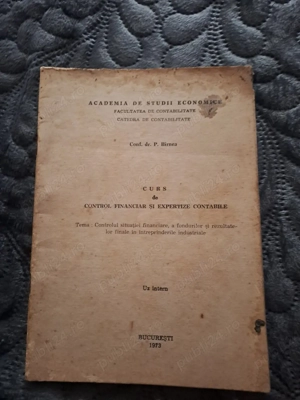 ACADEMIA DE STUDII ECONOMICE
FACULTATEA DE CONTABILITATE
CATEDRA DE CONTABILITATE
Conf. dr. P.
CURS
de
CONTROL FINANCIAR ȘI EXPERTIZE CONTABILE
Tema : Controlul situației financiare, a fondurilor și rezultate-
lor finale în întreprinderile industriale
Uz intern
BUCUREȘTI
1973